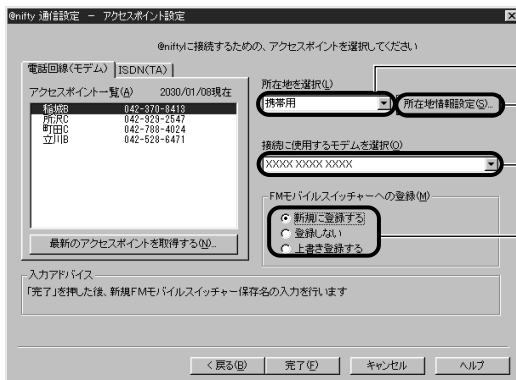 @nifty 通信設定 － アクセスポイント設定
@niftyに接続するための、アクセスポイントを選択してください
電話回線(モデム) ISDN(TA)
アクセスポイント一覧(A) 2030/01/08現在
稲城B 042-370-8413
所沢C 042-929-2547
町田C 042-788-4024
立川B 042-528-6471
最新のアクセスポイントを取得する(N)...
所在地を選択(L)
携帯用
所在地情報設定(S)...
接続に使用するモデムを選択(O)
XXXX XXXX XXXX
FMモバイルスイッチャーへの登録(M)
新規に登録する
登録しない
上書き登録する
入力アドバイス
「完了」を押した後、新規FMモバイルスイッチャー保存名の入力を行います
< 戻る(B)
完了(F)
キャンセル
ヘルプ